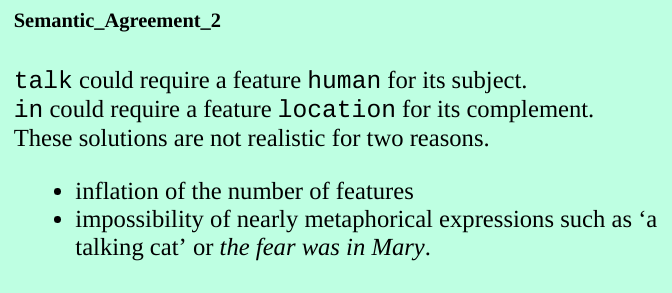 Semantic_Agreement_2
talk could require a feature human for its subject.
in could require a feature location for its complement.
These solutions are not realistic for two reasons.
• inflation of the number of features
• impossibility of nearly metaphorical expressions such as ‘a
talking cat’ or the fear was in Mary.